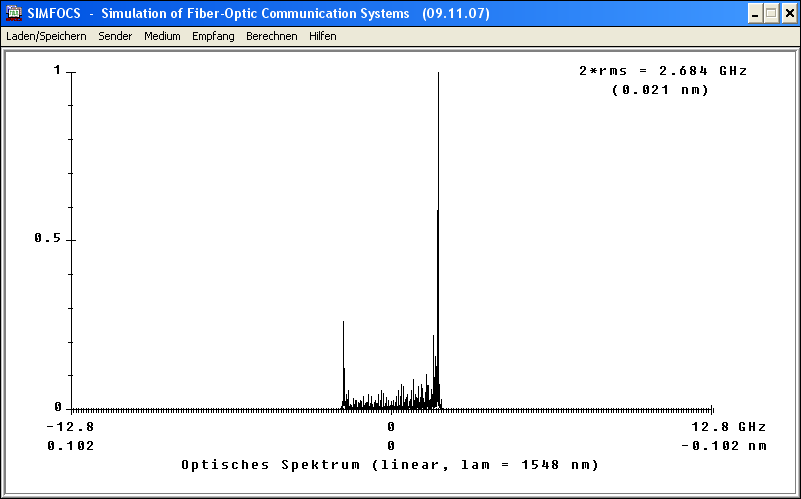 SIMFOCS - Simulation of Fiber-Optic Communication Systems (09.11.07)
Laden/Speichern Sender Medium Empfang Berechnen Hilfen
1
2*rms = 2.684 GHz
(0.021 nm)
0.5
0
-12.8 0 12.8 GHz
0.102 0 -0.102 nm
Optisches Spektrum (linear, lam = 1548 nm)